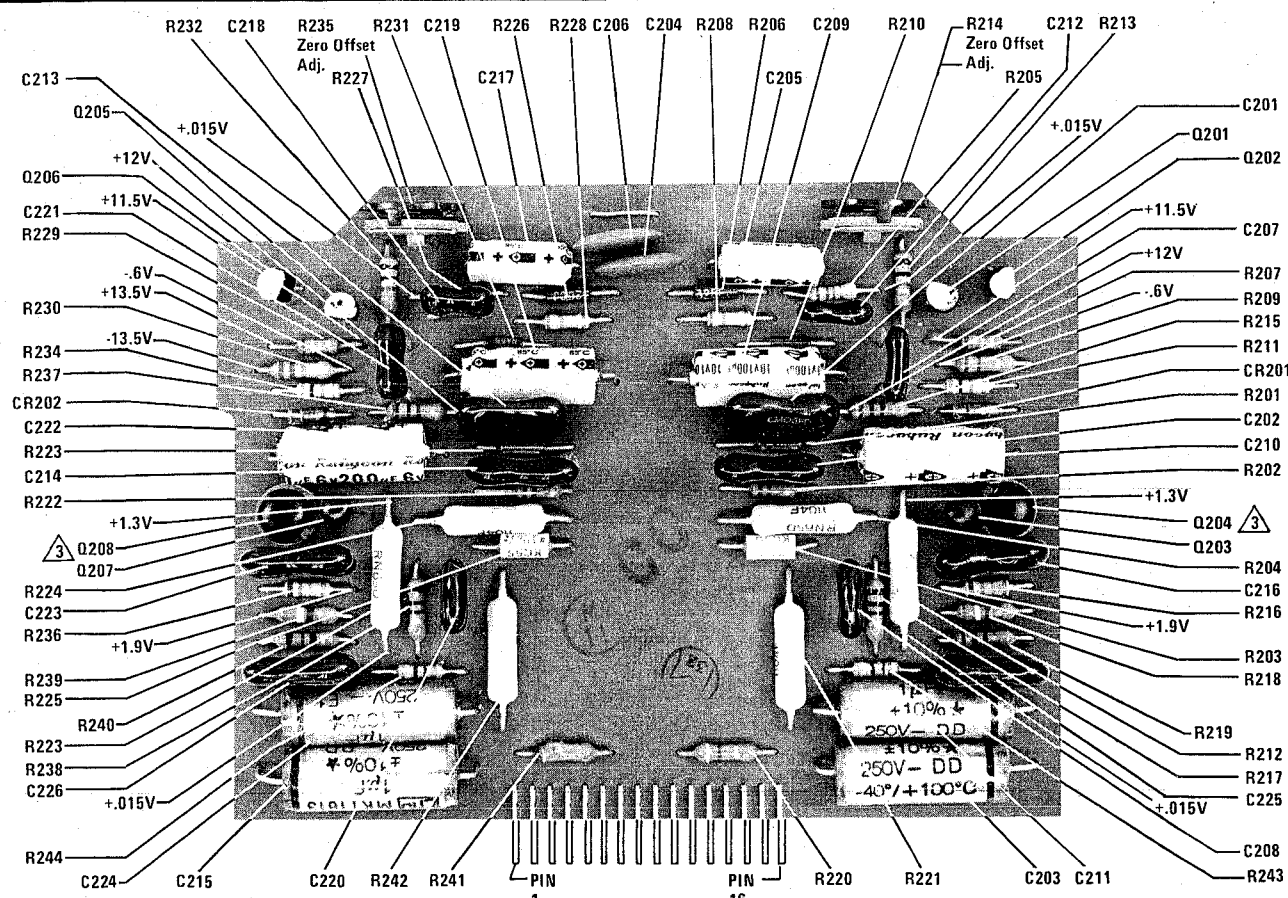 R232 C218 R235 R231 C219 R226 R228 C206 C204 R208 R206 C209 R210 R214 C212 R213
Zero Offset
Adj.
Zero Offset
Adj.
R227
C217
C205
R205
C213
Q205
+.015V
+12V
Q206
+11.5V
C221
R229
-.6V
+13.5V
R230
-13.5V
R234
R237
CR202
C222
R223
C214
R222
+1.3V
3
Q208
Q207
R224
C223
R236
+1.9V
R239
R225
R240
R223
R238
C226
+.015V
R244
C224
C215
C220
R242
R241
PIN
PIN
R220
R221
C203
C211
C201
+.015V
Q201
Q202
+11.5V
C207
+12V
R207
-.6V
R209
R215
R211
CR201
R201
C202
C210
R202
+1.3V
Q204
3
Q203
R204
C216
R216
+1.9V
R203
R218
R219
R212
R217
C225
+.015V
C208
R243
250V-
±10%
1µF
±10%
1µF
+10%
250V- DD
±10%
250V- DD
-40°/+100°C